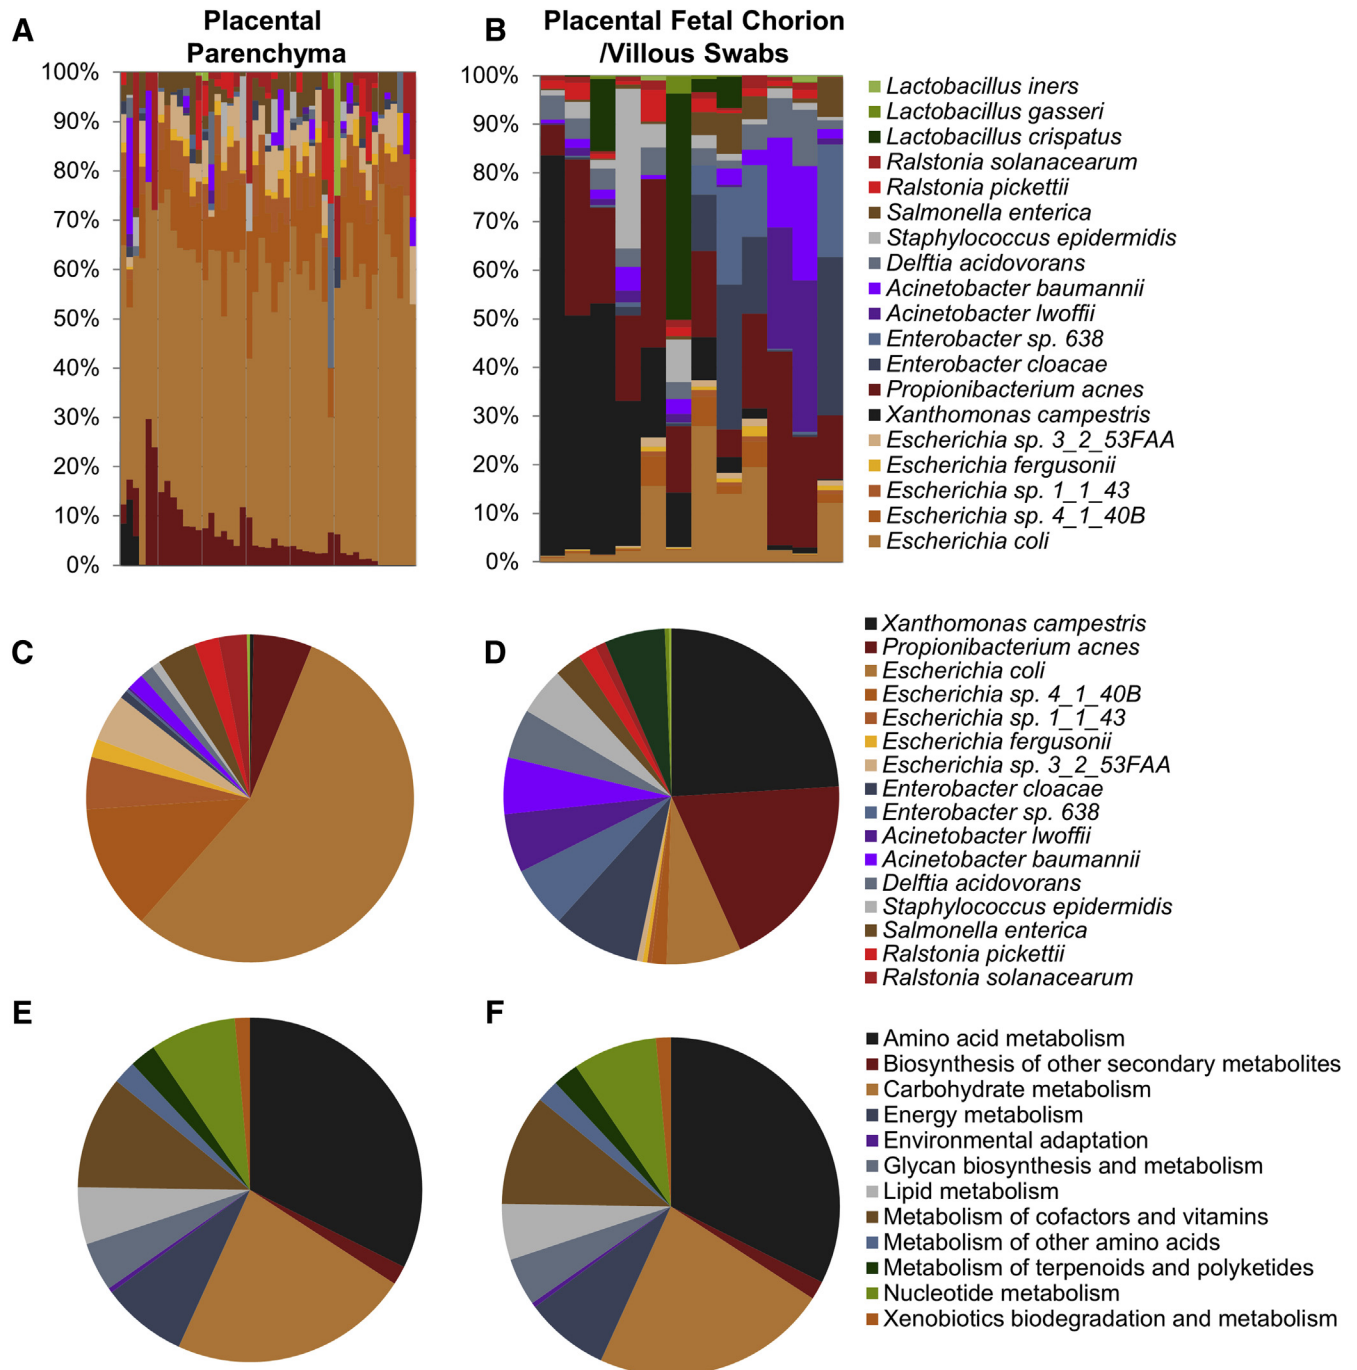 A
Placental
Parenchyma
100%
90%
80%
70%
60%
50%
40%
30%
20%
10%
0%
B
Placental Fetal Chorion
/Villous Swabs
100%
90%
80%
70%
60%
50%
40%
30%
20%
10%
0%
Lactobacillus iners
Lactobacillus gasseri
Lactobacillus crispatus
Ralstonia solanacearum
Ralstonia pickettii
Salmonella enterica
Staphylococcus epidermidis
Delftia acidovorans
Acinetobacter baumannii
Acinetobacter lwoffii
Enterobacter sp. 638
Enterobacter cloacae
Propionibacterium acnes
Xanthomonas campestris
Escherichia sp. 3_2_53FAA
Escherichia fergusonii
Escherichia sp. 1_1_43
Escherichia sp. 4_1_40B
Escherichia coli
C
D
Xanthomonas campestris
Propionibacterium acnes
Escherichia coli
Escherichia sp. 4_1_40B
Escherichia sp. 1_1_43
Escherichia fergusonii
Escherichia sp. 3_2_53FAA
Enterobacter cloacae
Enterobacter sp. 638
Acinetobacter lwoffii
Acinetobacter baumannii
Delftia acidovorans
Staphylococcus epidermidis
Salmonella enterica
Ralstonia pickettii
Ralstonia solanacearum
E
F
Amino acid metabolism
Biosynthesis of other secondary metabolites
Carbohydrate metabolism
Energy metabolism
Environmental adaptation
Glycan biosynthesis and metabolism
Lipid metabolism
Metabolism of cofactors and vitamins
Metabolism of other amino acids
Metabolism of terpenoids and polyketides
Nucleotide metabolism
Xenobiotics biodegradation and metabolism